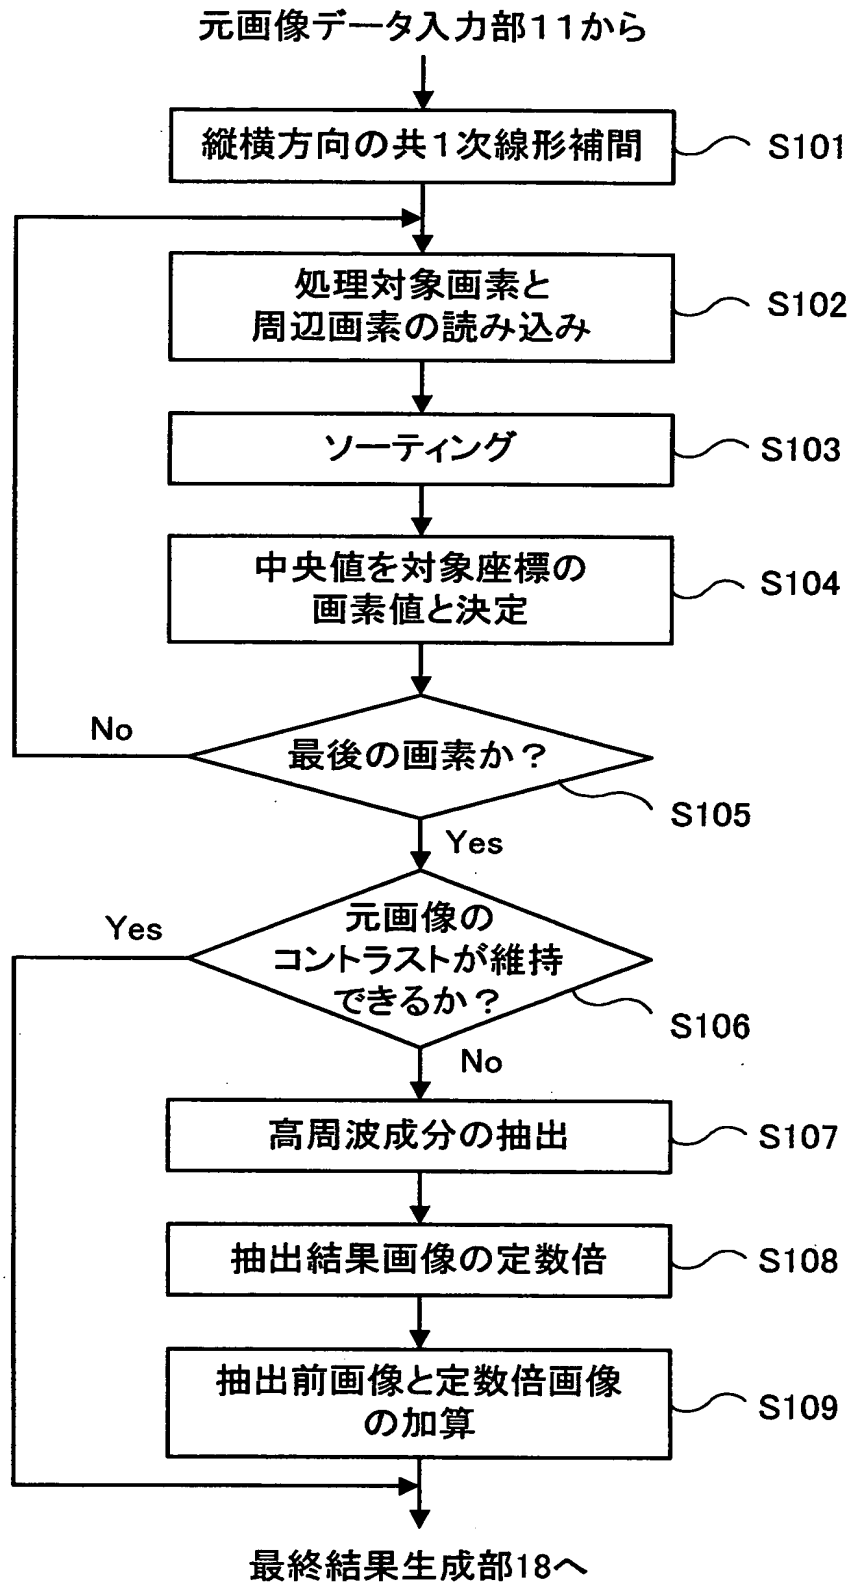 元画像データ入力部11から
縦横方向の共1次線形補間
S101
処理対象画素と
周辺画素の読み込み
S102
ソーティング
S103
中央値を対象座標の
画素値と決定
S104
No
最後の画素か?
S105
Yes
Yes
元画像の
コントラストが維持
できるか?
S106
No
高周波成分の抽出
S107
抽出結果画像の定数倍
S108
抽出前画像と定数倍画像
の加算
S109
最終結果生成部18へ